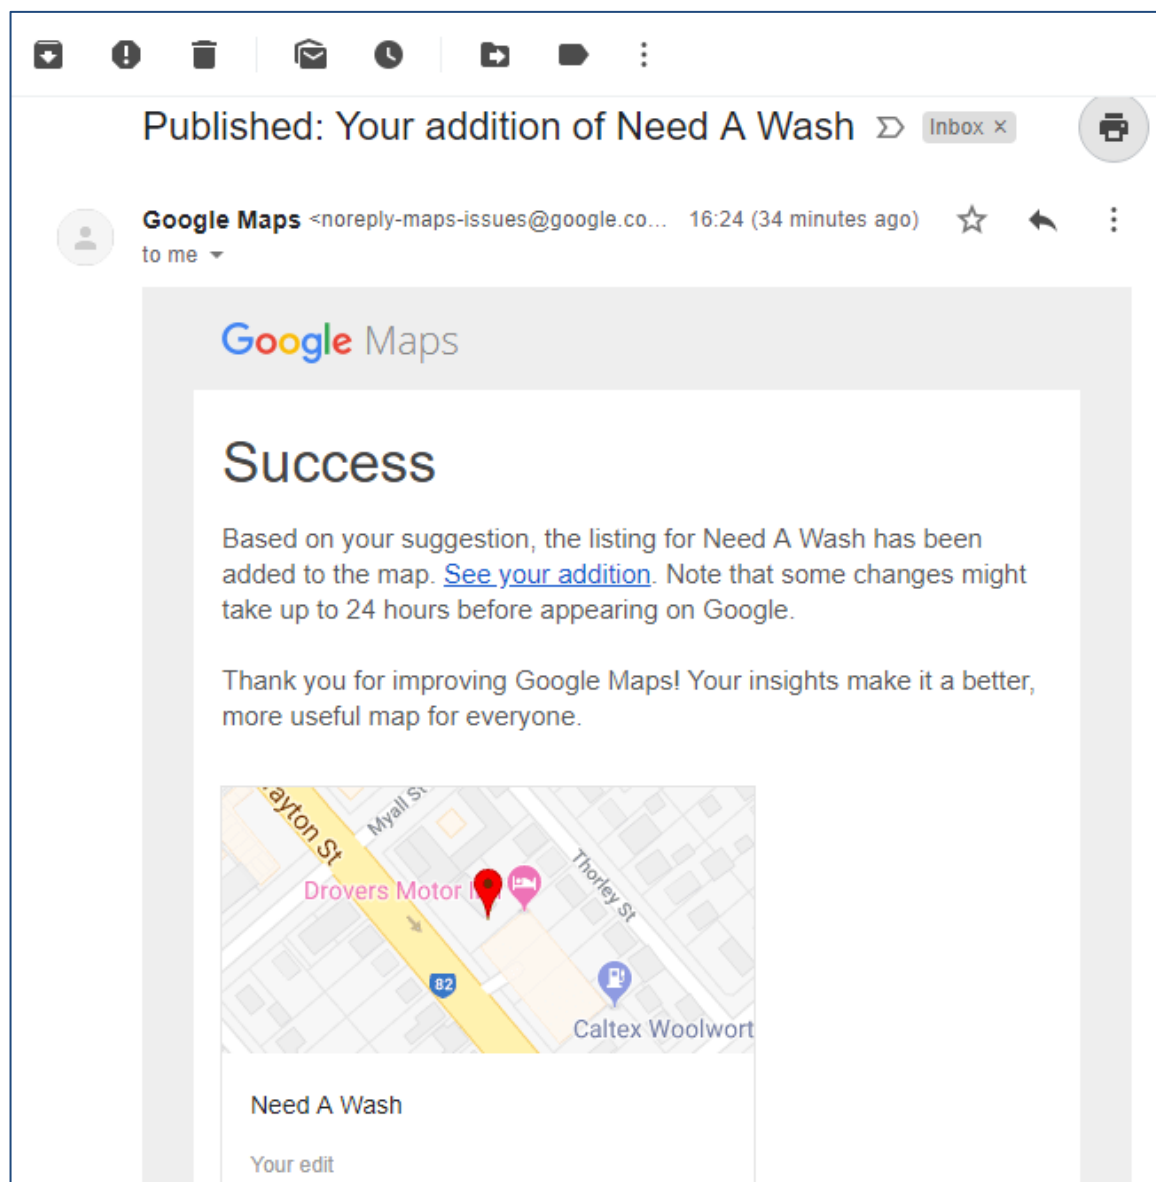 Published: Your addition of Need A Wash Inbox ×
Google Maps <noreply-maps-issues@google.co... 16:24 (34 minutes ago)
to me
Google Maps
Success
Based on your suggestion, the listing for Need A Wash has been
added to the map. See your addition. Note that some changes might
take up to 24 hours before appearing on Google.
Thank you for improving Google Maps! Your insights make it a better,
more useful map for everyone.
ayton St
Myall St
Thorley St
Drovers Motor
82
Caltex Woolwort
Need A Wash
Your edit